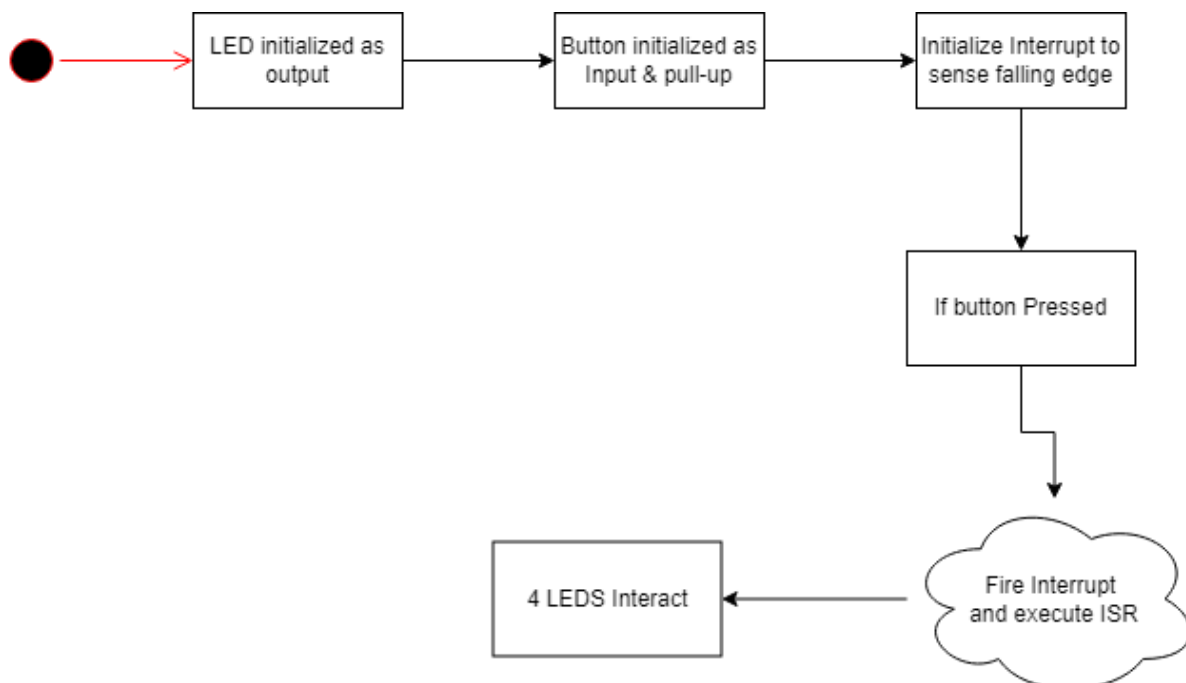 LED initialized as
output
Button initialized as
Input & pull-up
Initialize Interrupt to
sense falling edge
If button Pressed
Fire Interrupt
and execute ISR
4 LEDS Interact